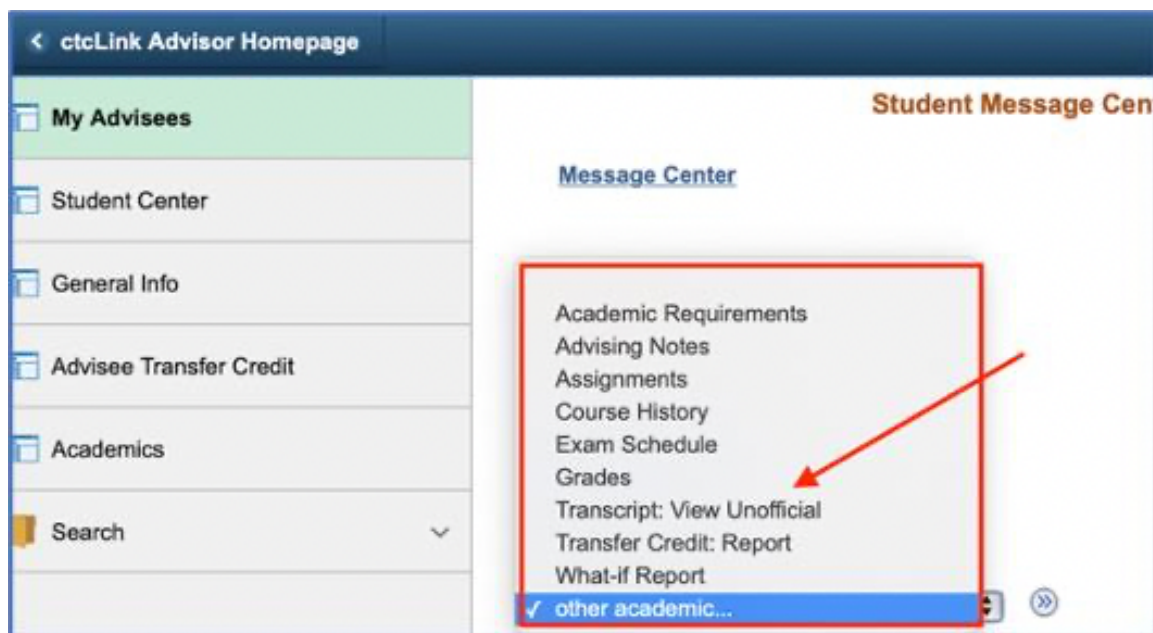 ctcLink Advisor Homepage
My Advisees
Student Center
General Info
Advisee Transfer Credit
Academics
Search
Student Message Cen
Message Center
Academic Requirements
Advising Notes
Assignments
Course History
Exam Schedule
Grades
Transcript: View Unofficial
Transfer Credit: Report
What-if Report
✓ other academic...